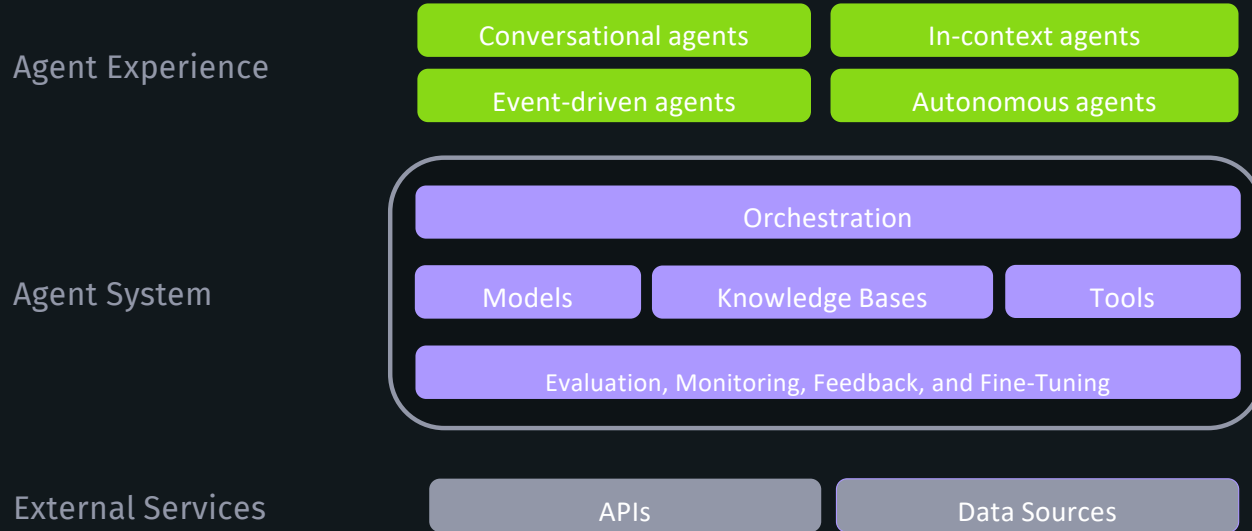 Agent Experience
Conversational agents
In-context agents
Event-driven agents
Autonomous agents
Agent System
Orchestration
Models
Knowledge Bases
Tools
Evaluation, Monitoring, Feedback, and Fine-Tuning
External Services
APIs
Data Sources